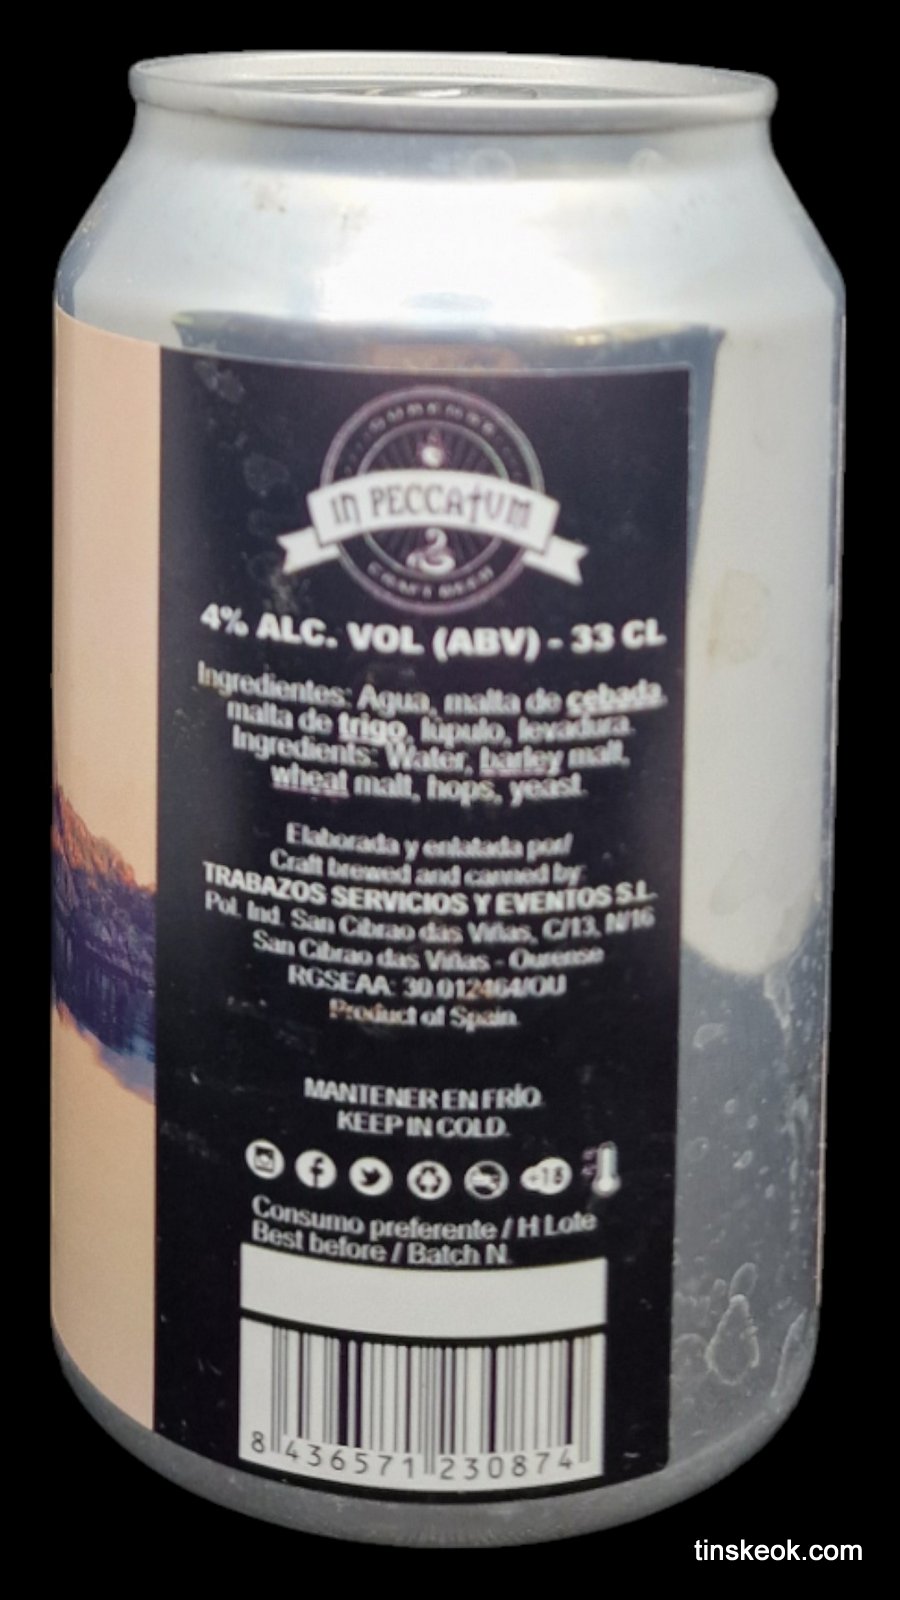 OURENSE
IN PECCATUM
CRAFT BEER
4% ALC. VOL (ABV) - 33 CL
Ingredientes: Agua, malta de cebada,
malta de trigo, lúpulo, levadura.
Ingredients: Water, barley malt,
wheat malt, hops, yeast.
Elaborada y enlatada por/
Craft brewed and canned by:
TRABAZOS SERVICIOS Y EVENTOS S.L.
Pol. Ind. San Cibrao das Viñas, C/13, N/16
San Cibrao das Viñas - Ourense
RGSEAA: 30.012464/OU
Product of Spain.
MANTENER EN FRÍO.
KEEP IN COLD.
+18
Consumo preferente / H Lote
Best before / Batch N.
8 436571 230874
tinskeok.com